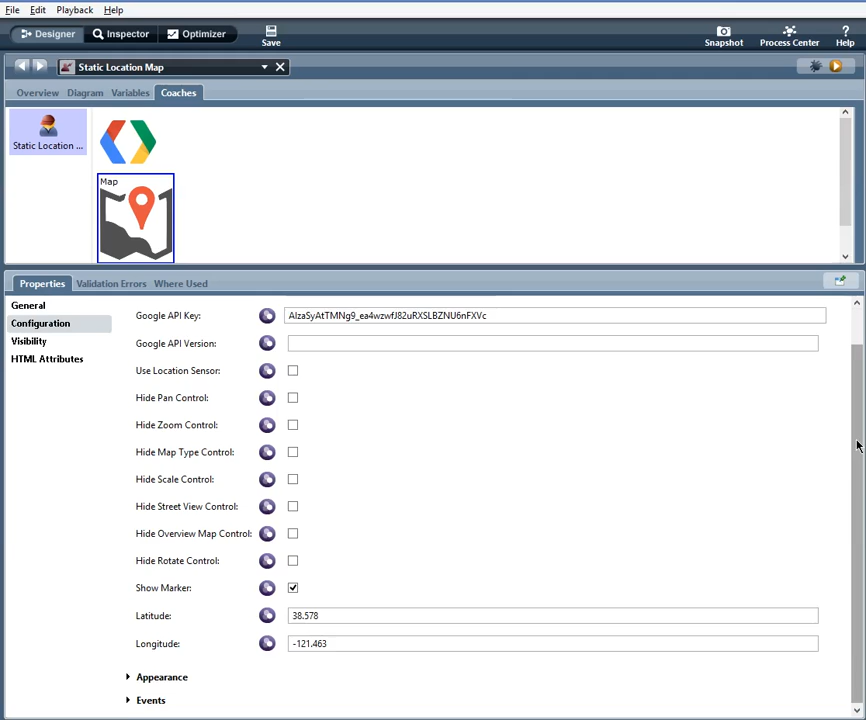 File Edit Playback Help
Designer Inspector Optimizer Save Snapshot Process Center Help
Static Location Map
Overview Diagram Variables Coaches
Static Location ...
Map
Properties Validation Errors Where Used
General
Configuration
Visibility
HTML Attributes
Google API Key: AIzaSyAtTMNg9_ea4wzwfJ82uRXSLBZNU6nFXVc
Google API Version:
Use Location Sensor:
Hide Pan Control:
Hide Zoom Control:
Hide Map Type Control:
Hide Scale Control:
Hide Street View Control:
Hide Overview Map Control:
Hide Rotate Control:
Show Marker:
Latitude: 38.578
Longitude: -121.463
Appearance
Events